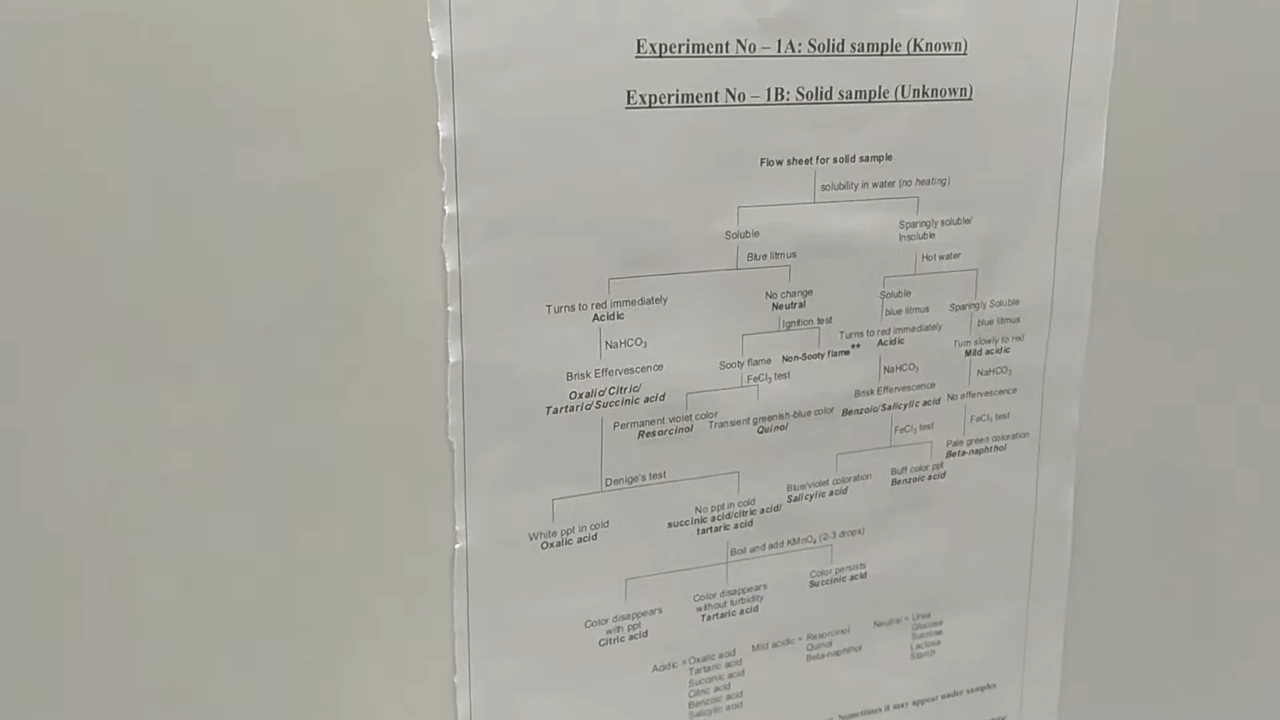 Experiment No – 1A: Solid sample (Known)
Experiment No – 1B: Solid sample (Unknown)
Flow sheet for solid sample
solubility in water (no heating)
Soluble
Sparingly soluble/
Insoluble
Blue litmus
Hot water
Turns to red immediately
Acidic
No change
Neutral
Soluble
Sparingly Soluble
blue litmus
blue litmus
Ignition test
NaHCO₃
Turns to red immediately
Acidic
Turn slowly to red
Mild acidic
Sooty flame
Non-Sooty flame**
Brisk Effervescence
Oxalic/Citric/
Tartaric/Succinic acid
FeCl₃ test
NaHCO₃
NaHCO₃
Brisk Effervescence
Benzoic/Salicylic acid
No effervescence
Permanent violet color
Resorcinol
Transient greenish-blue color
Quinol
FeCl₃ test
FeCl₃ test
Pale green coloration
Beta-naphthol
Denige's test
Blue/violet coloration
Salicylic acid
Buff color ppt
Benzoic acid
White ppt in cold
Oxalic acid
No ppt in cold
succinic acid/citric acid/
tartaric acid
Boil and add KMnO₄ (2-3 drops)
Color disappears
with ppt
Citric acid
Color disappears
without turbidity
Tartaric acid
Color persists
Succinic acid
Acidic = Oxalic acid
Tartaric acid
Succinic acid
Citric acid
Benzoic acid
Salicylic acid
Mild acidic = Resorcinol
Quinol
Beta-naphthol
Neutral = Urea
Glucose
Sucrose
Lactose
Starch
Sometimes it may appear under samples